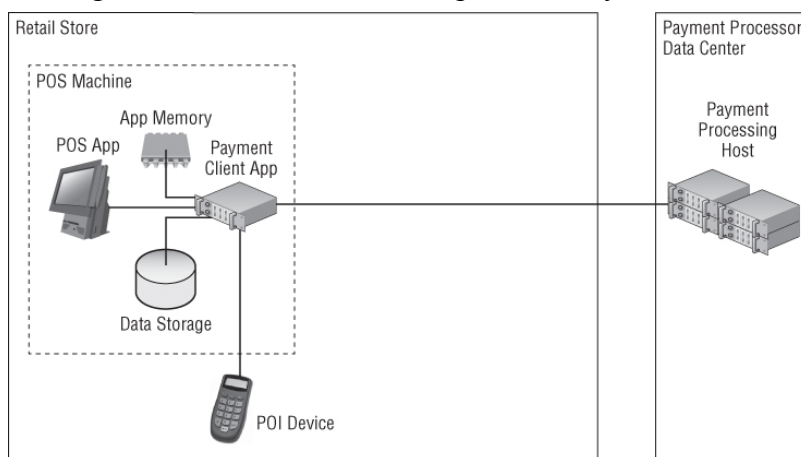 Retail Store
Payment Processor
Data Center
POS Machine
App Memory
POS App
Payment
Client App
Payment
Processing
Host
Data Storage
POI Device